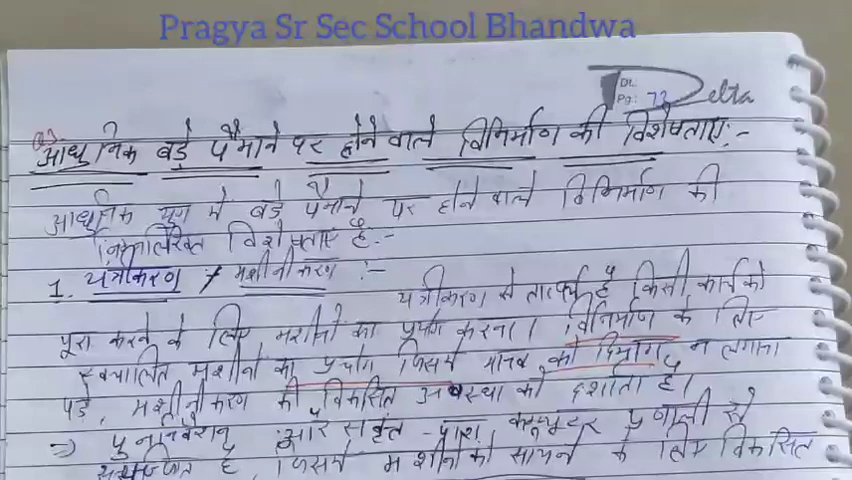 Pragya Sr Sec School Bhandwa
Dt.:
Pg.: 73
Delta
आधुनिक बड़े पैमाने पर होने वाले विनिर्माण की विशेषताए:-
आधुनिक युग में बडे पैमाने पर होने वाले विनिर्माण की
निम्नलिखित विशेषताए है:-
1. यंत्रीकरण / मशीनीकरण :-
यंत्रीकरण से तात्पर्य है किसी कार्य को
पूरा करने के लिए मशीनो का प्रयोग करना। विनिर्माण के लिए
स्वचालित मशीनो का प्रयोग जिसमे मानव को दिमाग न लगाना
पड़े, मशीनीकरण की विकसित अवस्था को दर्शाता है।
⇒ पुनर्निवेशन और संवृत - पाश कम्प्यूटर प्रणाली से
है, जिसमे मशीनो को सोचने के लिए विकसित